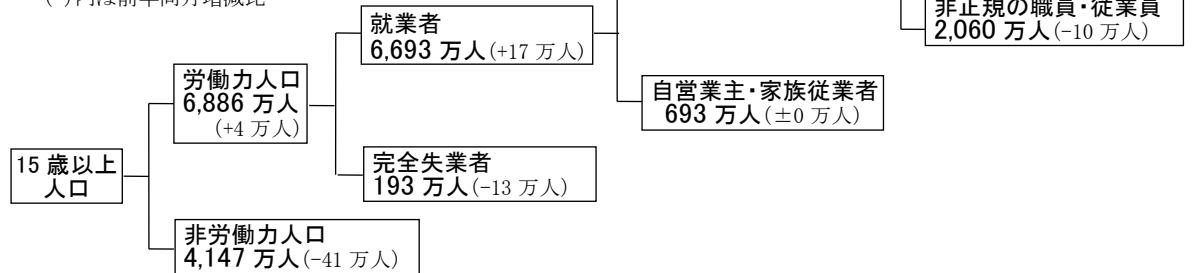 ( )内は前年同月増減比
就業者
6,693 万人(+17 万人)
非正規の職員・従業員
2,060 万人(-10 万人)
労働力人口
6,886 万人
(+4 万人)
自営業主・家族従業者
693 万人(±0 万人)
15 歳以上
人口
完全失業者
193 万人(-13 万人)
非労働力人口
4,147 万人(-41 万人)